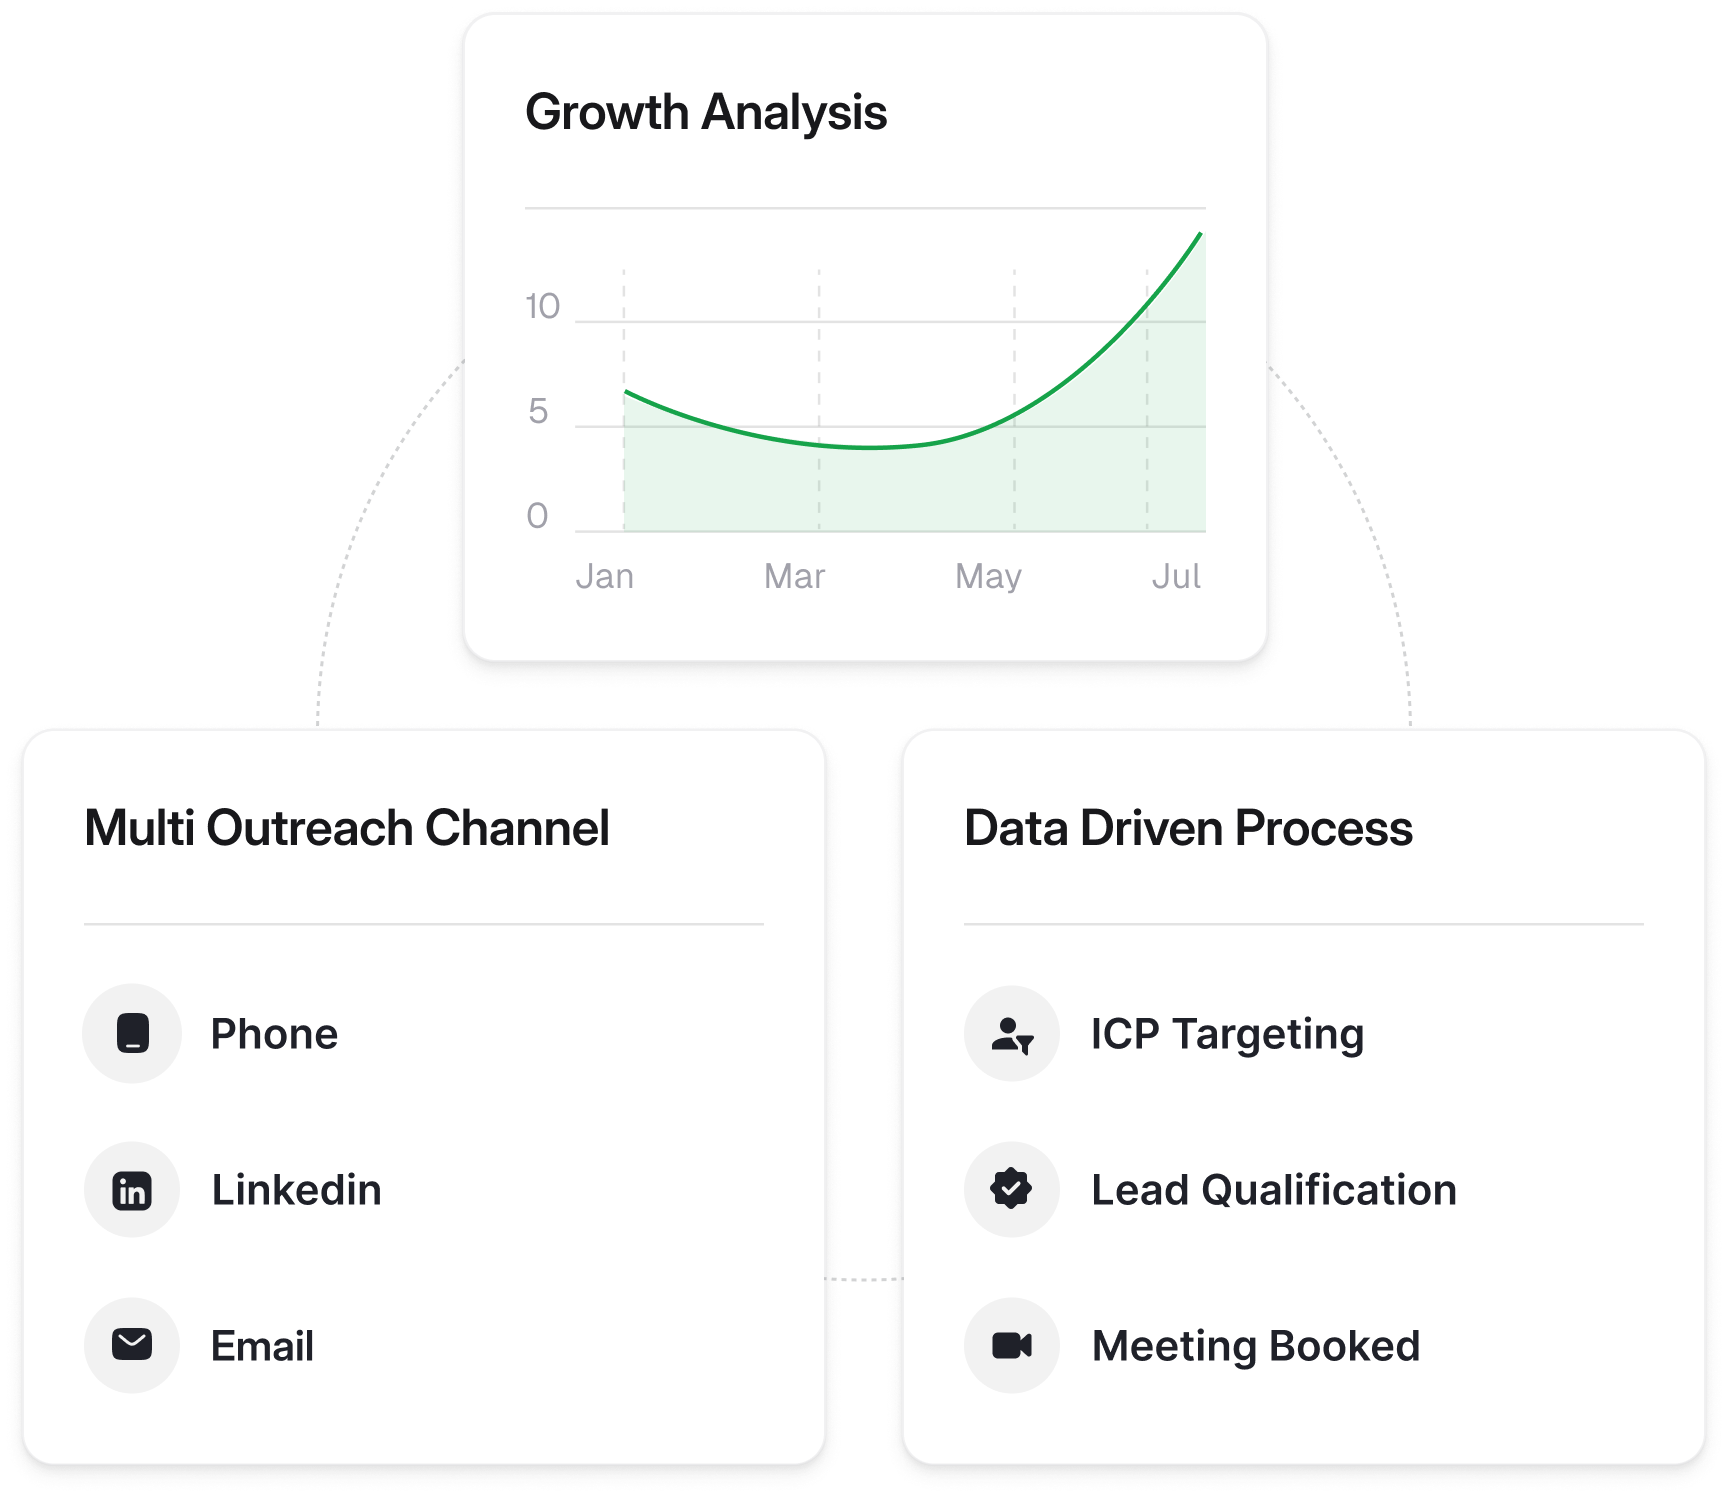 Growth Analysis
10
5
0
Jan Mar May Jul
Multi Outreach Channel
Phone
in Linkedin
Email
Data Driven Process
ICP Targeting
Lead Qualification
Meeting Booked